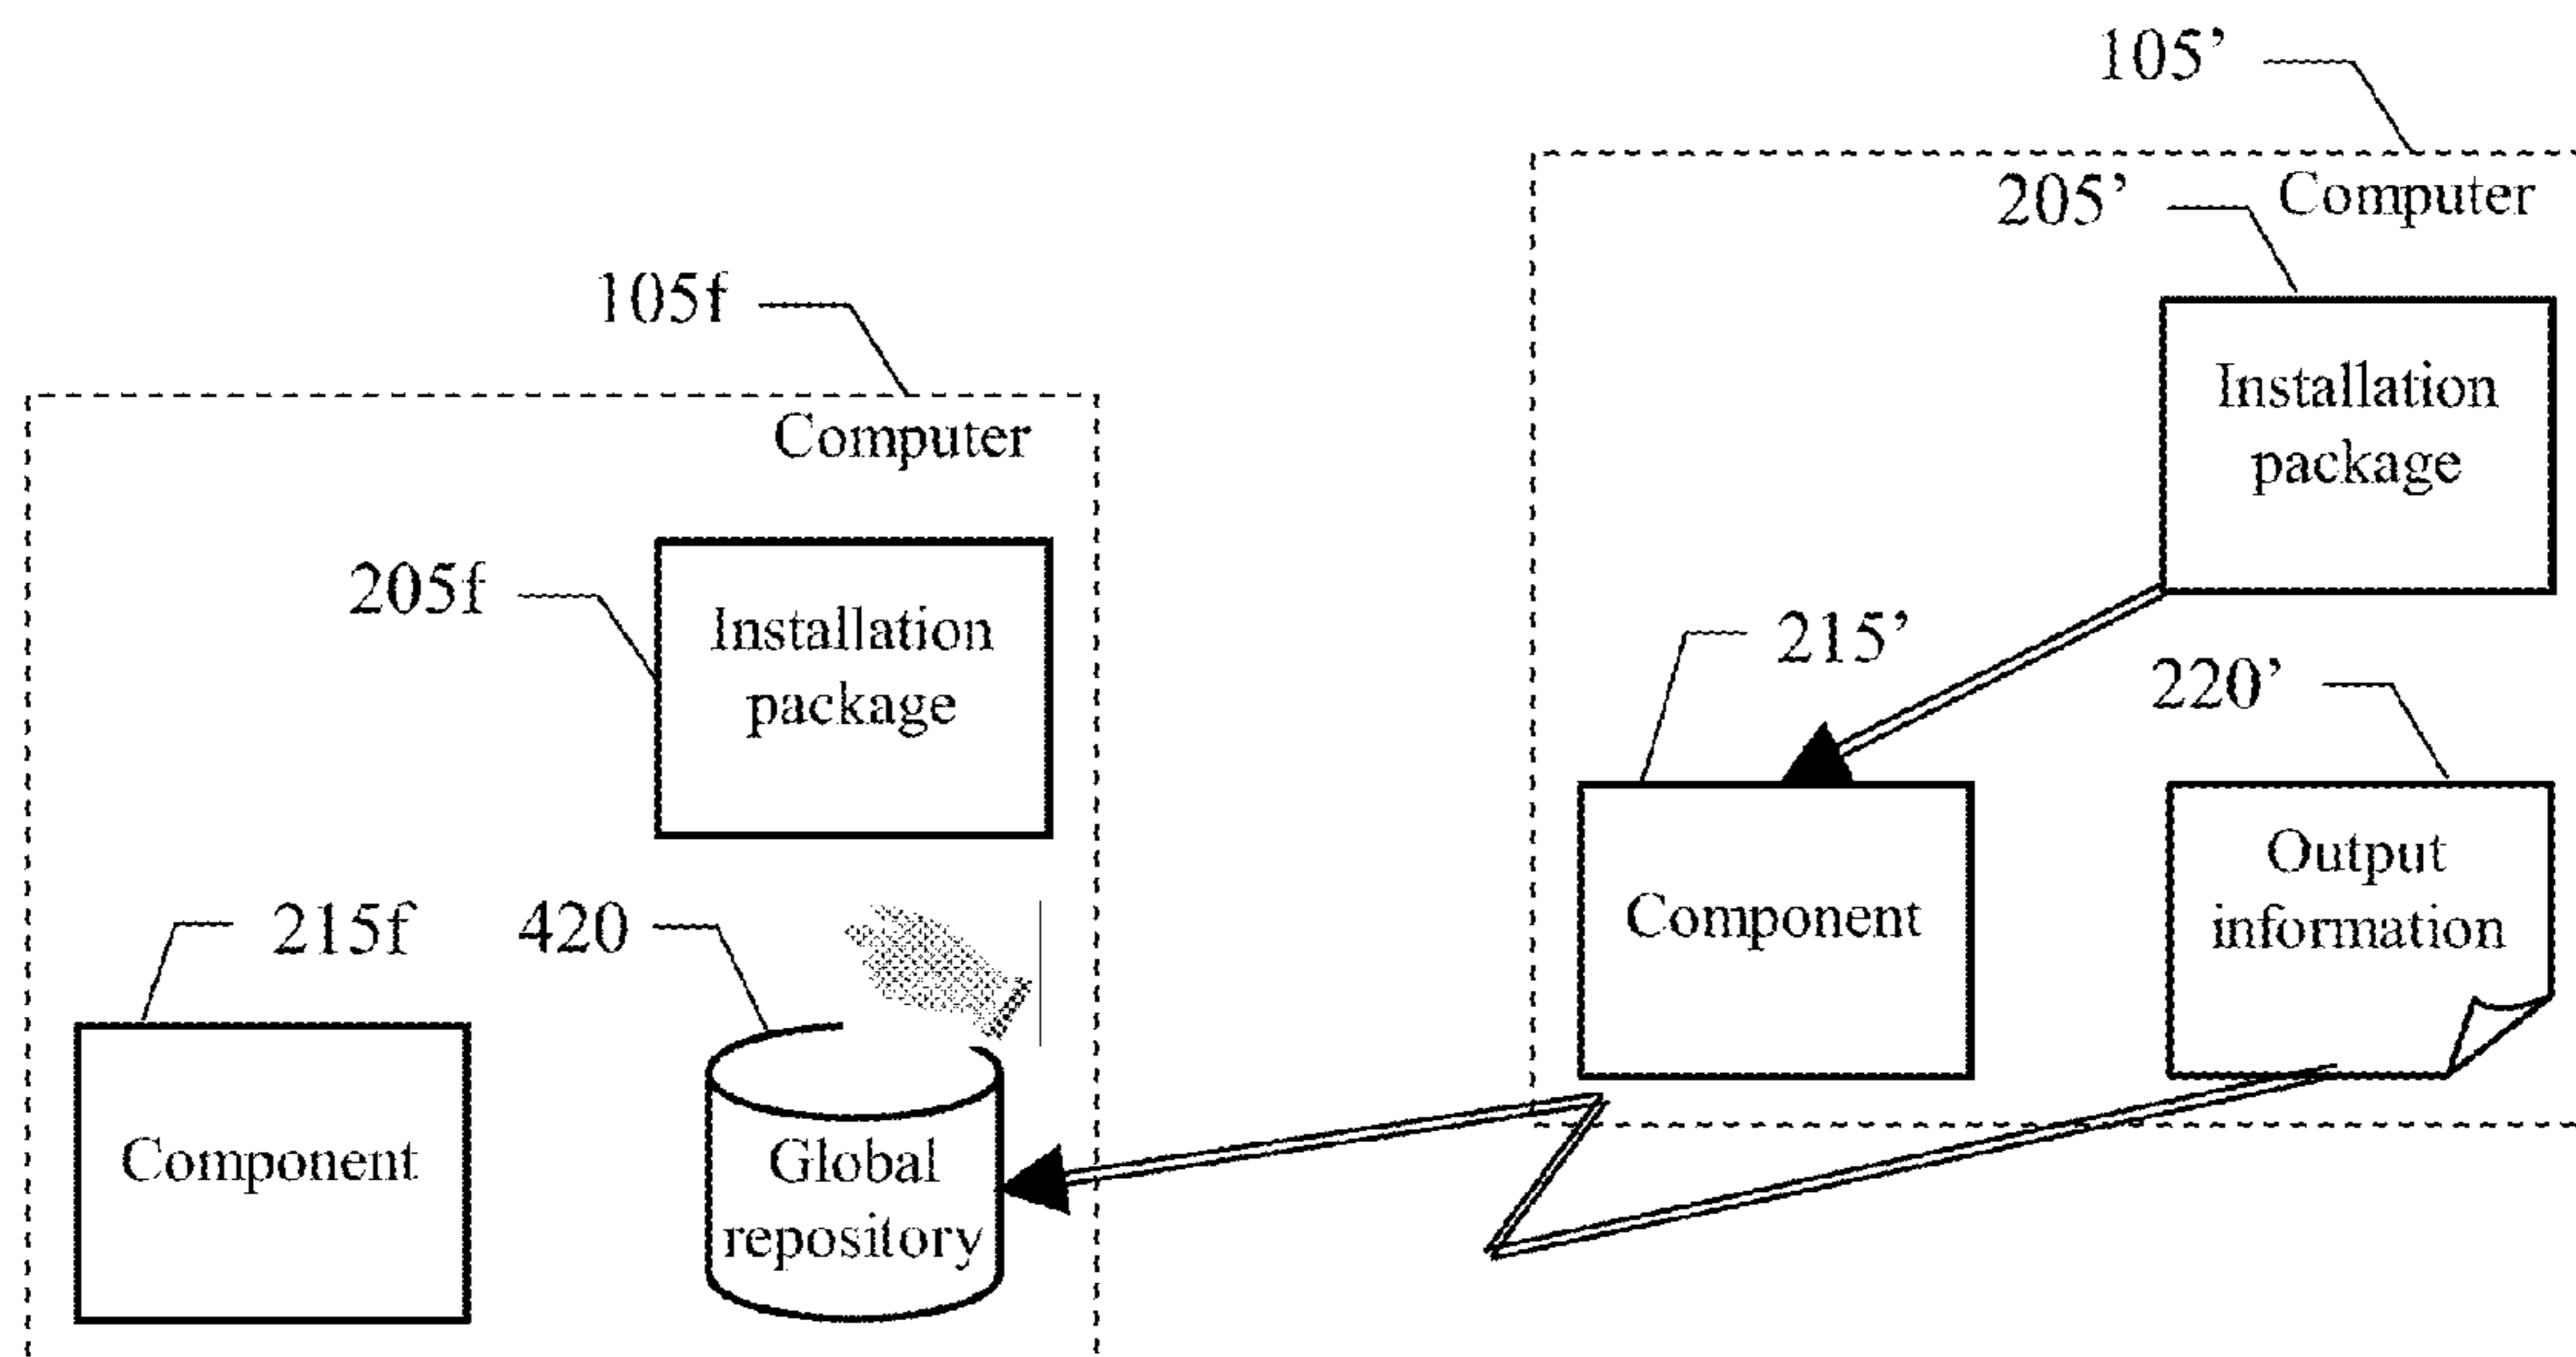 105’
205’
Computer
105f
Computer
Installation
package
205f
Installation
package
215’
220’
215f
420
Component
Output
information
Component
Global
repository